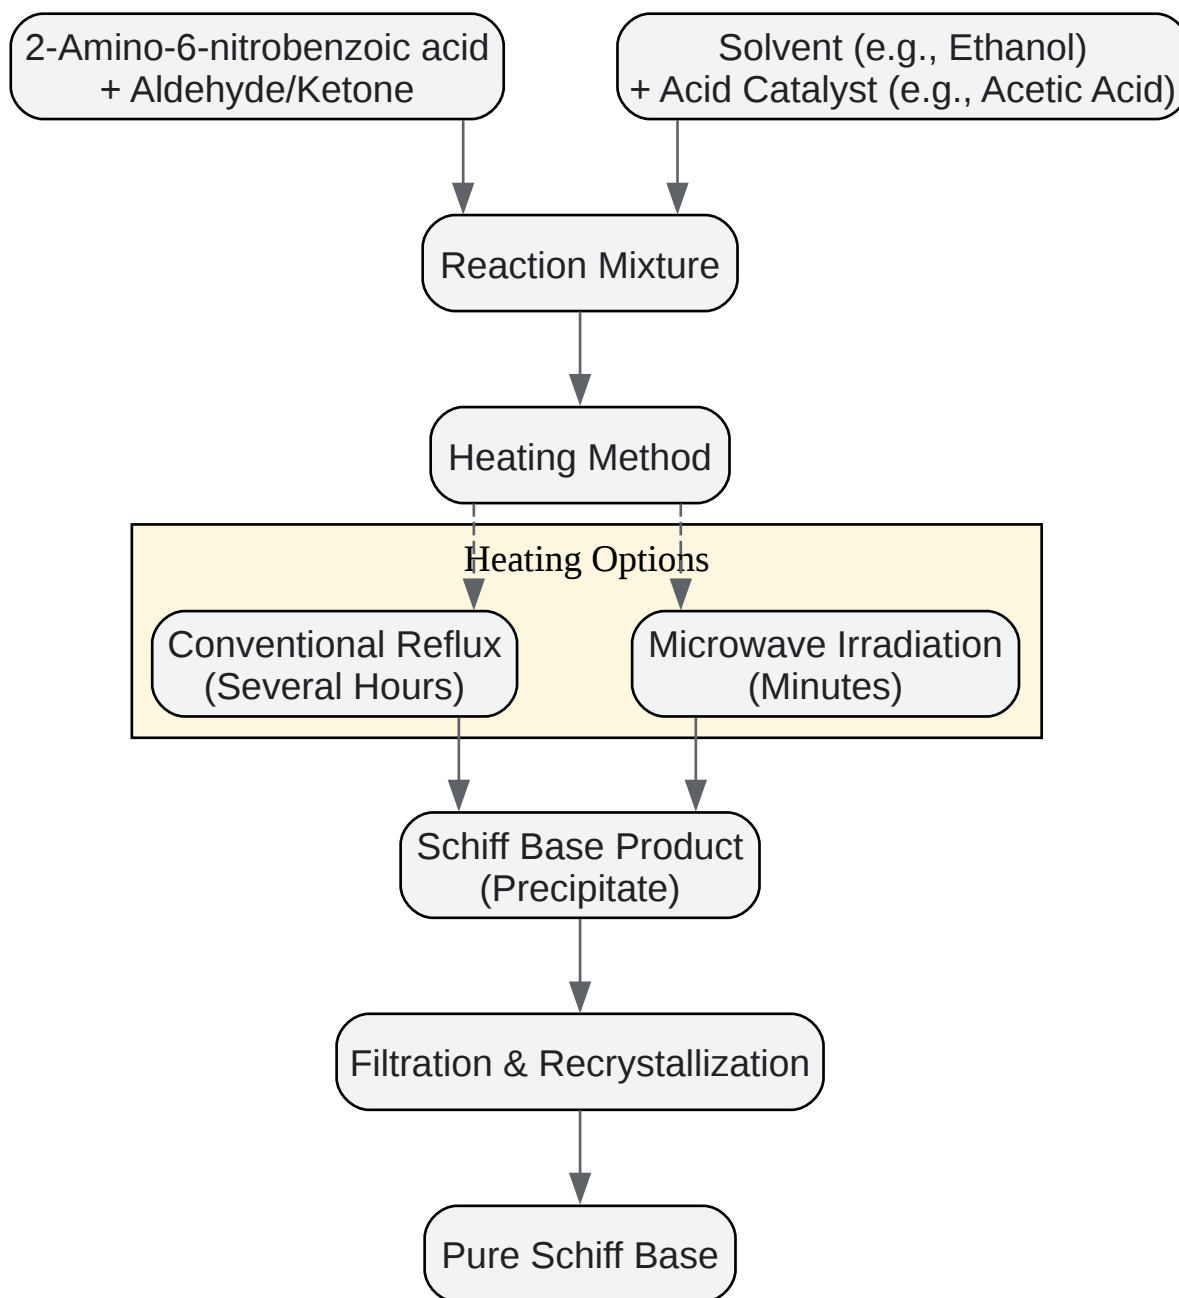 2-Amino-6-nitrobenzoic acid
+ Aldehyde/Ketone
Solvent (e.g., Ethanol)
+ Acid Catalyst (e.g., Acetic Acid)
Reaction Mixture
Heating Method
Heating Options
Conventional Reflux
(Several Hours)
Microwave Irradiation
(Minutes)
Schiff Base Product
(Precipitate)
Filtration & Recrystallization
Pure Schiff Base